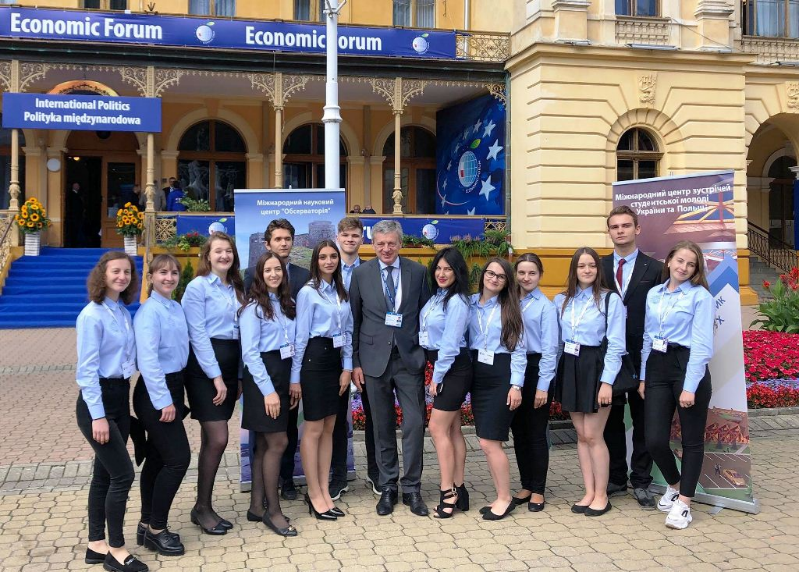 Economic Forum
Economic Forum
International Politics
Polityka międzynarodowa
Міжнародний науковий
центр "Обсерваторія"
Міжнародний центр зустрічей
студентської молоді
України та Польщі